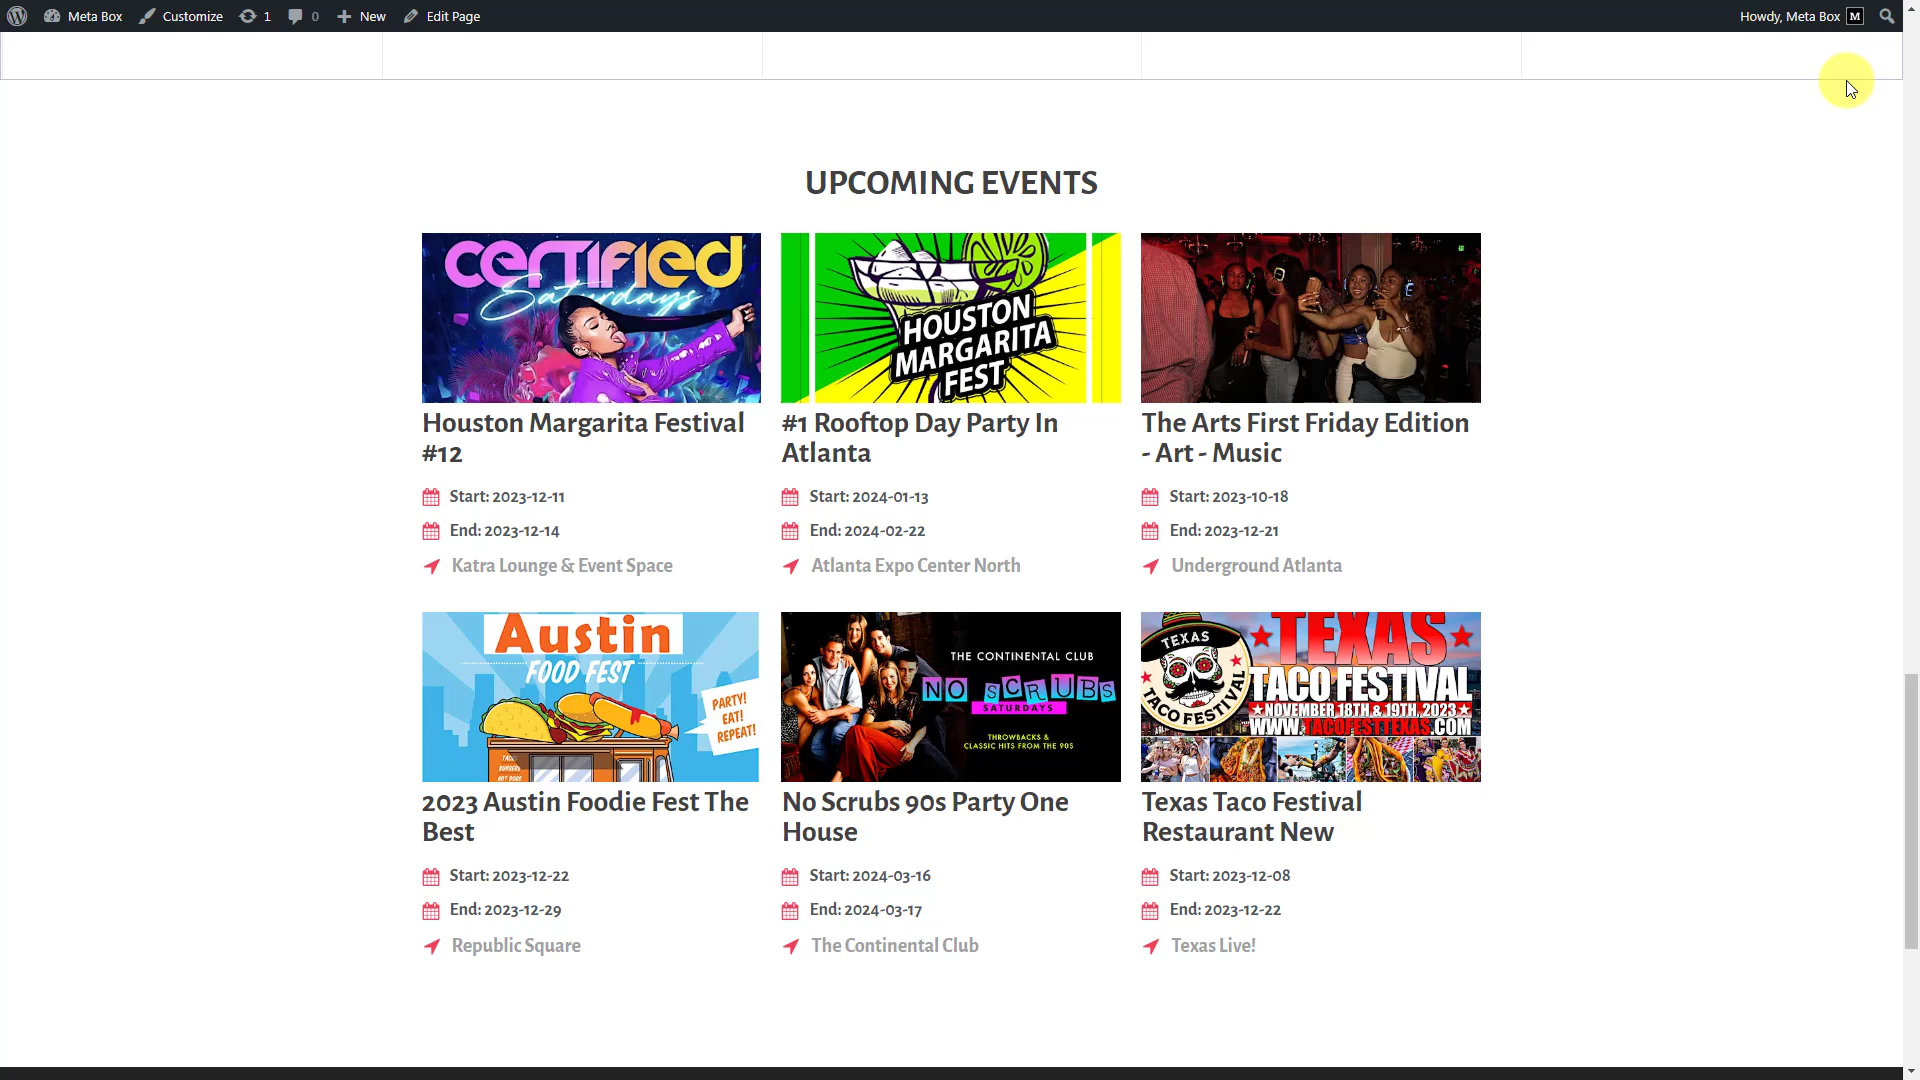 Meta Box Customize 1 0 New Edit Page Howdy, Meta Box M
UPCOMING EVENTS
CERTIFIED
Saturdays
HOUSTON
MARGARITA
FEST
Houston Margarita Festival
#12
Start: 2023-12-11
End: 2023-12-14
Katra Lounge & Event Space
#1 Rooftop Day Party In
Atlanta
Start: 2024-01-13
End: 2024-02-22
Atlanta Expo Center North
The Arts First Friday Edition
- Art - Music
Start: 2023-10-18
End: 2023-12-21
Underground Atlanta
Austin
FOOD FEST
PARTY!
EAT!
REPEAT!
TACOS
BURGERS
HOT DOGS
THE CONTINENTAL CLUB
NO SCRUBS
SATURDAYS
THROWBACKS &
CLASSIC HITS FROM THE 90S
TEXAS
TACO FESTIVAL
TEXAS
TACO FESTIVAL
NOVEMBER 18TH & 19TH, 2023
WWW.TACOFESTTEXAS.COM
2023 Austin Foodie Fest The
Best
Start: 2023-12-22
End: 2023-12-29
Republic Square
No Scrubs 90s Party One
House
Start: 2024-03-16
End: 2024-03-17
The Continental Club
Texas Taco Festival
Restaurant New
Start: 2023-12-08
End: 2023-12-22
Texas Live!